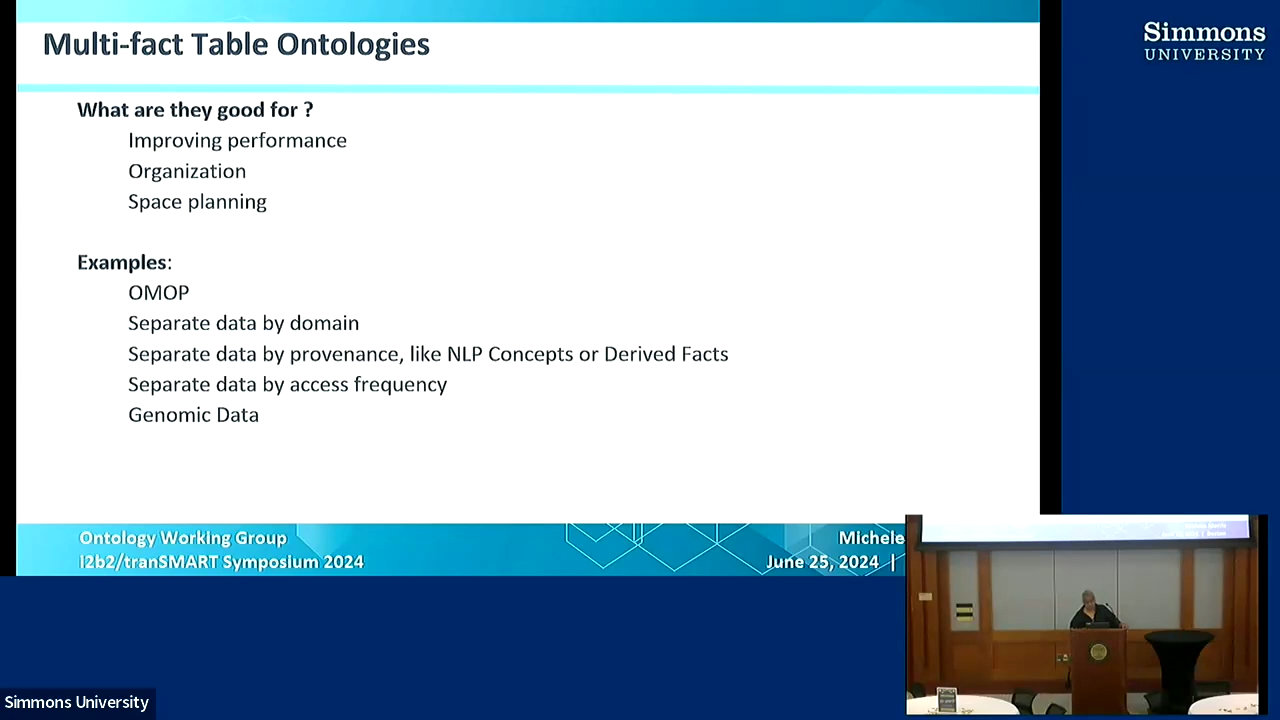 Multi-fact Table Ontologies
Simmons
UNIVERSITY
What are they good for ?
Improving performance
Organization
Space planning
Examples:
OMOP
Separate data by domain
Separate data by provenance, like NLP Concepts or Derived Facts
Separate data by access frequency
Genomic Data
Ontology Working Group
i2b2/tranSMART Symposium 2024
Michele
June 25, 2024 |
Simmons University